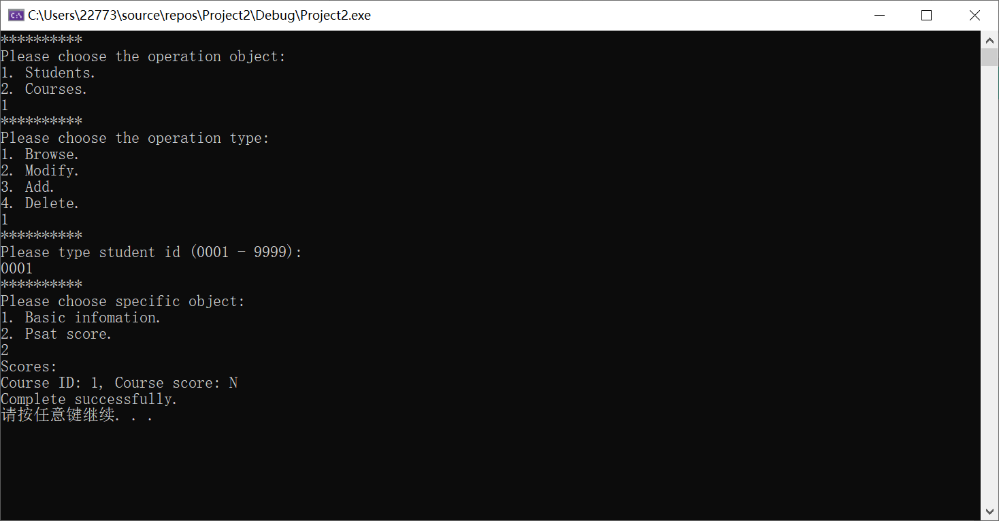 C:\Users\22773\source\repos\Project2\Debug\Project2.exe
**********
Please choose the operation object:
1. Students.
2. Courses.
1
**********
Please choose the operation type:
1. Browse.
2. Modify.
3. Add.
4. Delete.
1
**********
Please type student id (0001 - 9999):
0001
**********
Please choose specific object:
1. Basic infomation.
2. Psat score.
2
Scores:
Course ID: 1, Course score: N
Complete successfully.
请按任意键继续. . .